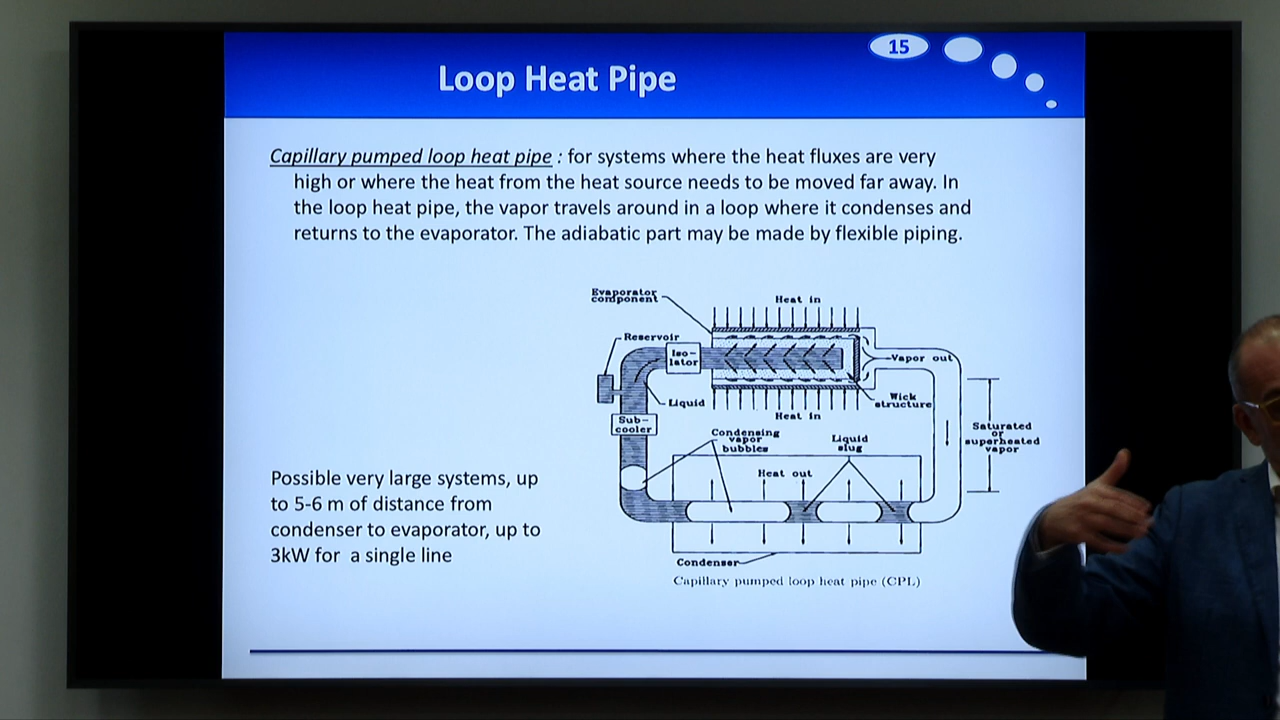 15
Loop Heat Pipe
Capillary pumped loop heat pipe : for systems where the heat fluxes are very
high or where the heat from the heat source needs to be moved far away. In
the loop heat pipe, the vapor travels around in a loop where it condenses and
returns to the evaporator. The adiabatic part may be made by flexible piping.
Evaporator
component
Heat in
Reservoir
Iso-
lator
Vapor out
Liquid
Wick
structure
Heat in
Sub-
cooler
Condensing
vapor
bubbles
Liquid
slug
Saturated
or
superheated
vapor
Heat out
Possible very large systems, up
to 5-6 m of distance from
condenser to evaporator, up to
3kW for a single line
Condenser
Capillary pumped loop heat pipe (CPL)